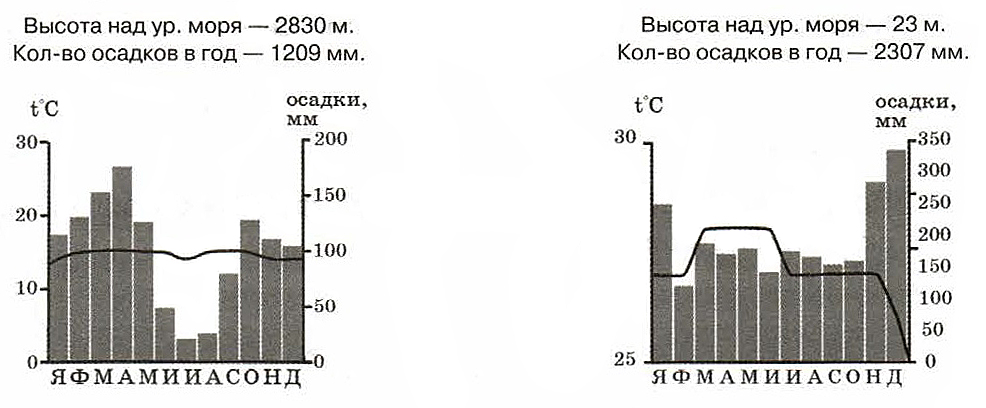 Высота над ур. моря — 2830 м.
Кол-во осадков в год — 1209 мм.
t°C
осадки,
мм
30
20
10
0
200
150
100
50
0
Я Ф М А М И И А С О Н Д
Высота над ур. моря — 23 м.
Кол-во осадков в год — 2307 мм.
t°C
осадки,
мм
30
25
350
300
250
200
150
100
50
0
Я Ф М А М И И А С О Н Д